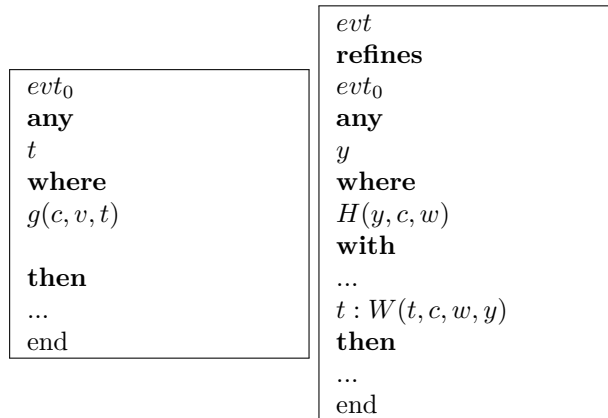 evt₀
any
t
where
g(c, v, t)
then
...
end
evt
refines
evt₀
any
y
where
H(y, c, w)
with
...
t : W(t, c, w, y)
then
...
end